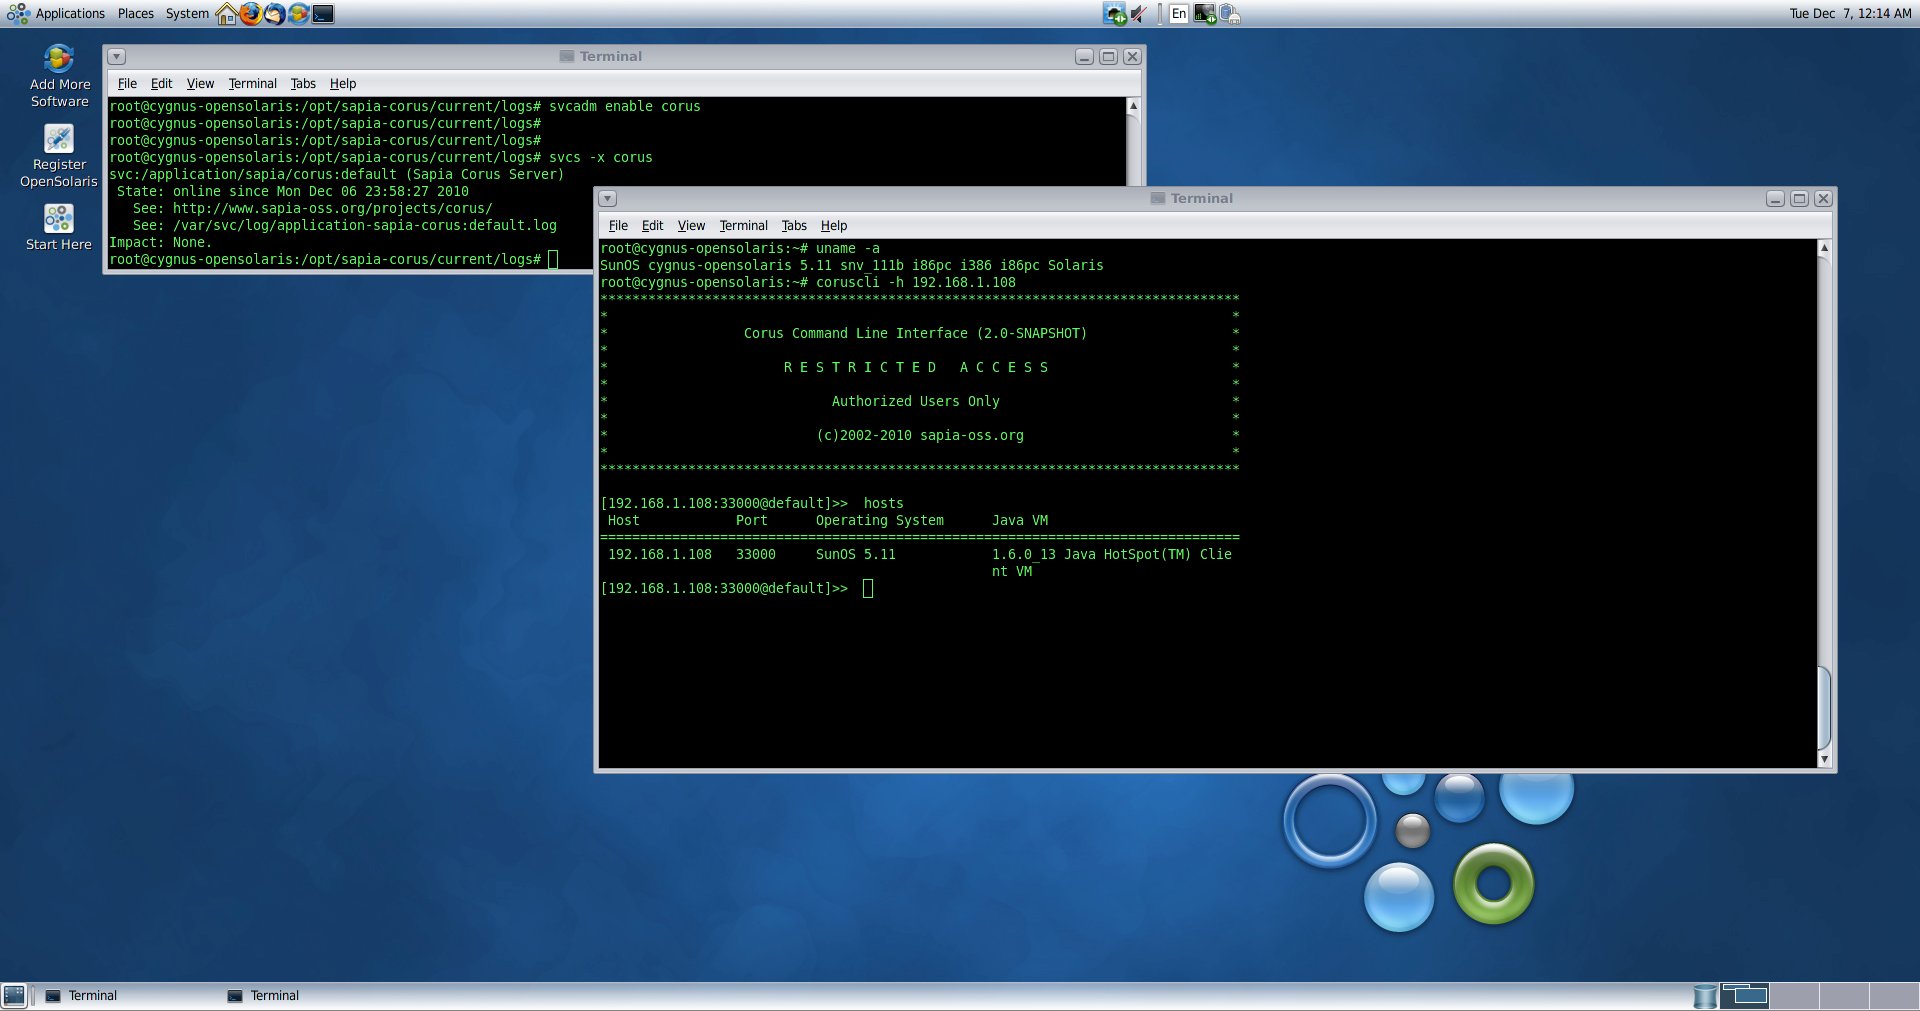 Applications Places System En Tue Dec 7, 12:14 AM
Add More
Software
Register
OpenSolaris
Start Here
Terminal
File Edit View Terminal Tabs Help
root@cygnus-opensolaris:/opt/sapia-corus/current/logs# svcadm enable corus
root@cygnus-opensolaris:/opt/sapia-corus/current/logs#
root@cygnus-opensolaris:/opt/sapia-corus/current/logs#
root@cygnus-opensolaris:/opt/sapia-corus/current/logs# svcs -x corus
svc:/application/sapia/corus:default (Sapia Corus Server)
State: online since Mon Dec 06 23:58:27 2010
See: http://www.sapia-oss.org/projects/corus/
See: /var/svc/log/application-sapia-corus:default.log
Impact: None.
root@cygnus-opensolaris:/opt/sapia-corus/current/logs#
Terminal
File Edit View Terminal Tabs Help
root@cygnus-opensolaris:~# uname -a
SunOS cygnus-opensolaris 5.11 snv_111b i86pc i386 i86pc Solaris
root@cygnus-opensolaris:~# coruscli -h 192.168.1.108
********************************************************************************
* *
* Corus Command Line Interface (2.0-SNAPSHOT) *
* *
* R E S T R I C T E D   A C C E S S *
* *
* Authorized Users Only *
* *
* (c)2002-2010 sapia-oss.org *
* *
********************************************************************************
[192.168.1.108:33000@default]>> hosts
Host Port Operating System Java VM
================================================================================
192.168.1.108 33000 SunOS 5.11 1.6.0_13 Java HotSpot(TM) Clie
nt VM
[192.168.1.108:33000@default]>>
Terminal Terminal